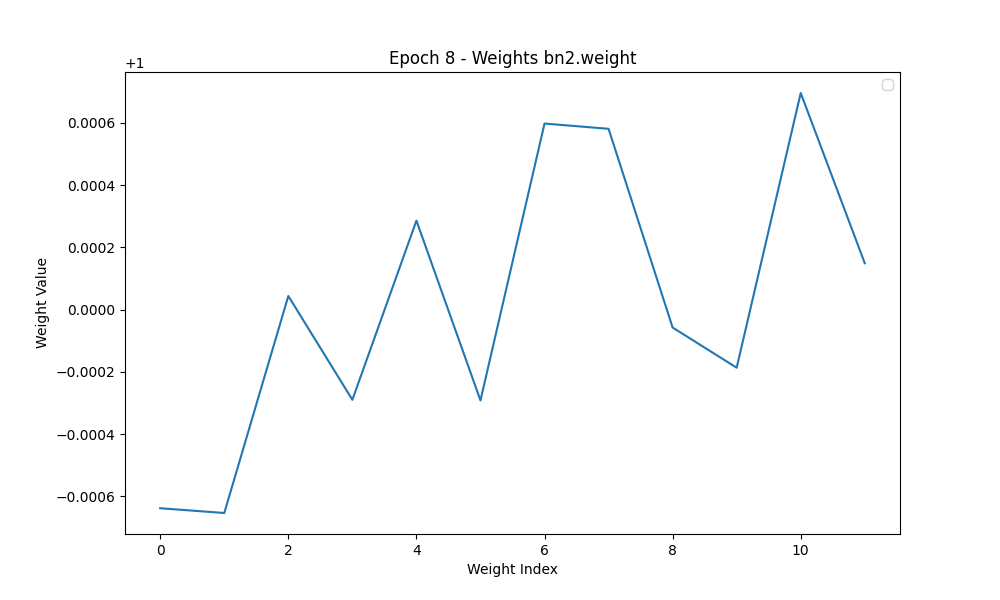 Epoch 8 - Weights bn2.weight
+1
0.0006
0.0004
0.0002
0.0000
−0.0002
−0.0004
−0.0006
Weight Value
0 2 4 6 8 10
Weight Index